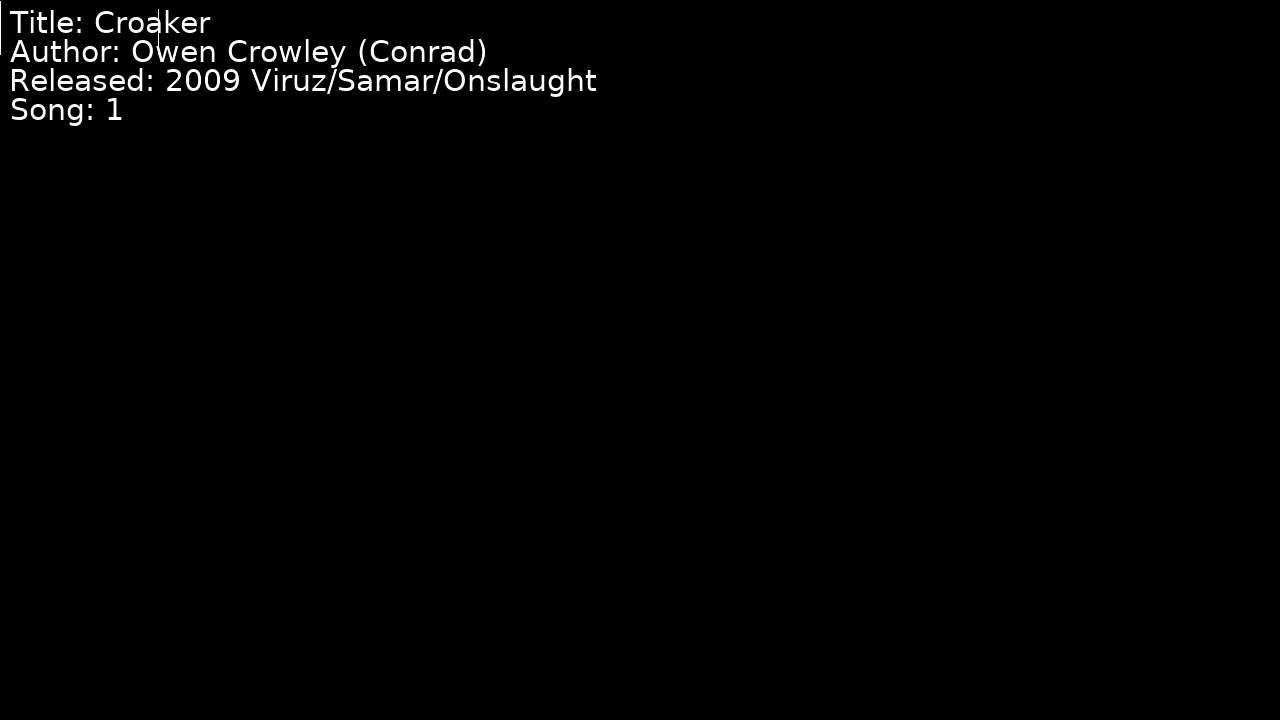 Title: Croaker
Author: Owen Crowley (Conrad)
Released: 2009 Viruz/Samar/Onslaught
Song: 1